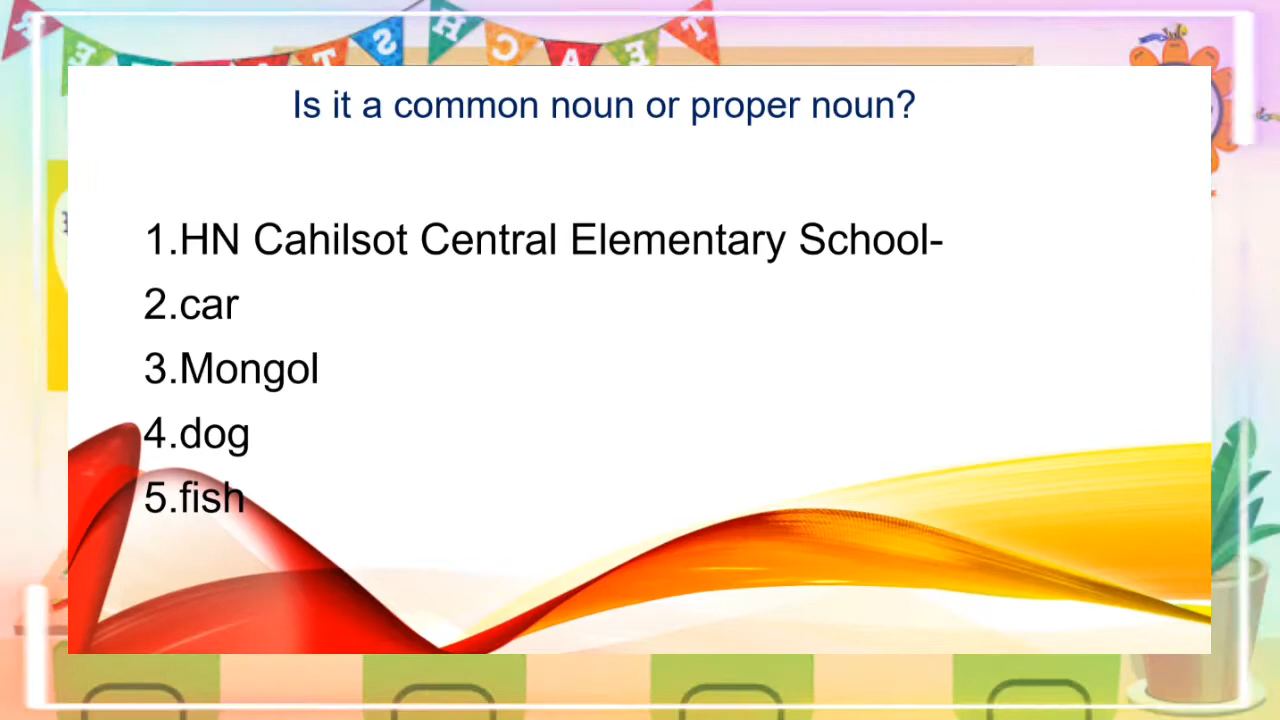 Is it a common noun or proper noun?
1.HN Cahilsot Central Elementary School-
2.car
3.Mongol
4.dog
5.fish